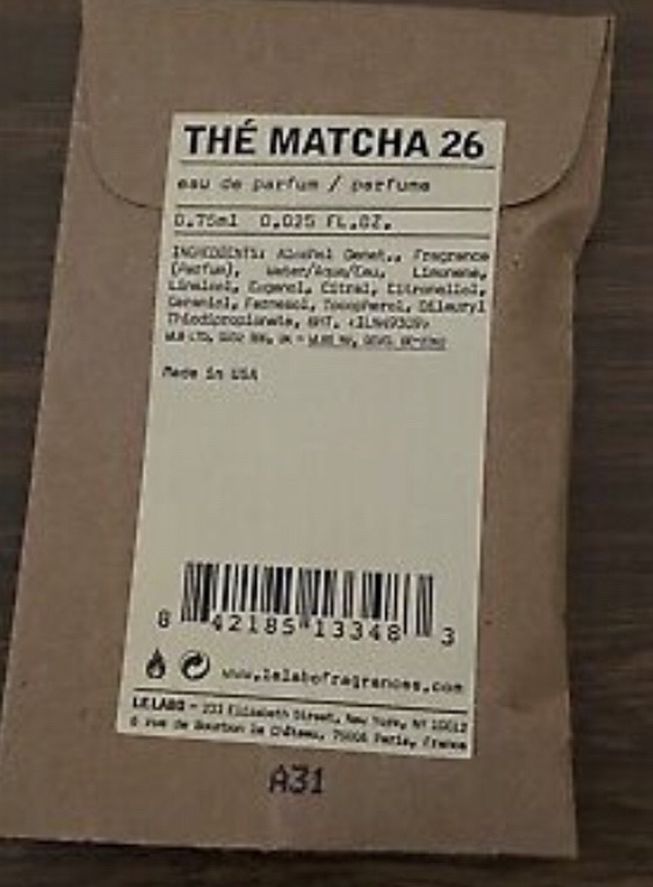 THÉ MATCHA 26
eau de parfum / parfume
0.75ml 0.025 FL.OZ.
INGREDIENTS: Alcohol Denat., Fragrance
(Parfum), Water/Aqua/Eau, Limonene,
Linalool, Eugenol, Citral, Citronellol,
Geraniol, Farnesol, Tocopherol, Dilauryl
Thiodipropionate, BHT.
Made in USA
8 42185 13348 3
www.lelabofragrances.com
LE LABO - 233 Elizabeth Street, New York, NY 10012
6 rue de Bourbon le Château, 75006 Paris, France
A31